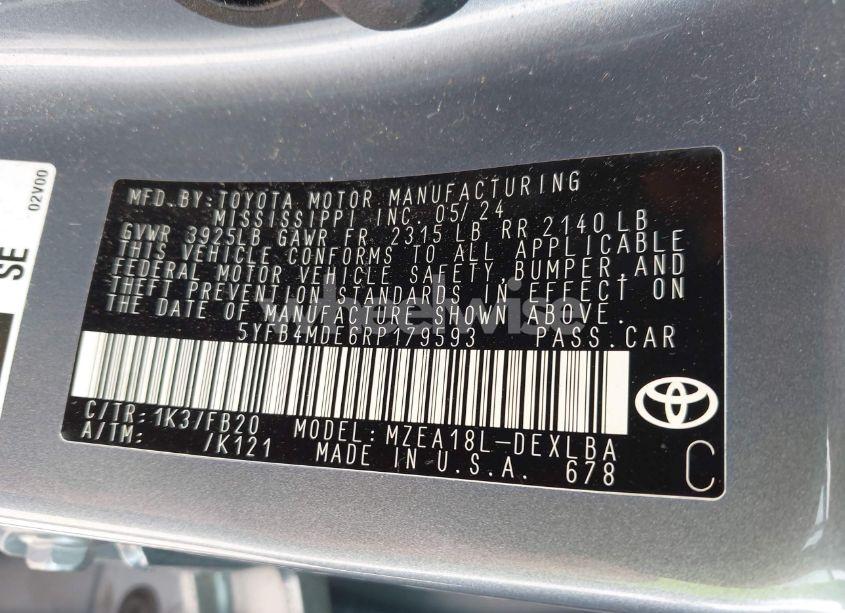 MFD.BY:TOYOTA MOTOR MANUFACTURING
MISSISSIPPI INC. 05/24
GVWR 3925LB GAWR FR 2315 LB RR 2140 LB
THIS VEHICLE CONFORMS TO ALL APPLICABLE
FEDERAL MOTOR VEHICLE SAFETY,BUMPER,AND
THEFT PREVENTION STANDARDS IN EFFECT ON
THE DATE OF MANUFACTURE SHOWN ABOVE.
5YFB4MDE6RP179593 PASS.CAR
C/TR: 1K3/FB20 MODEL: MZEA18L-DEXLBA
A/TM: /K121 MADE IN U.S.A. 678
C
02V00
SE
wheelwise